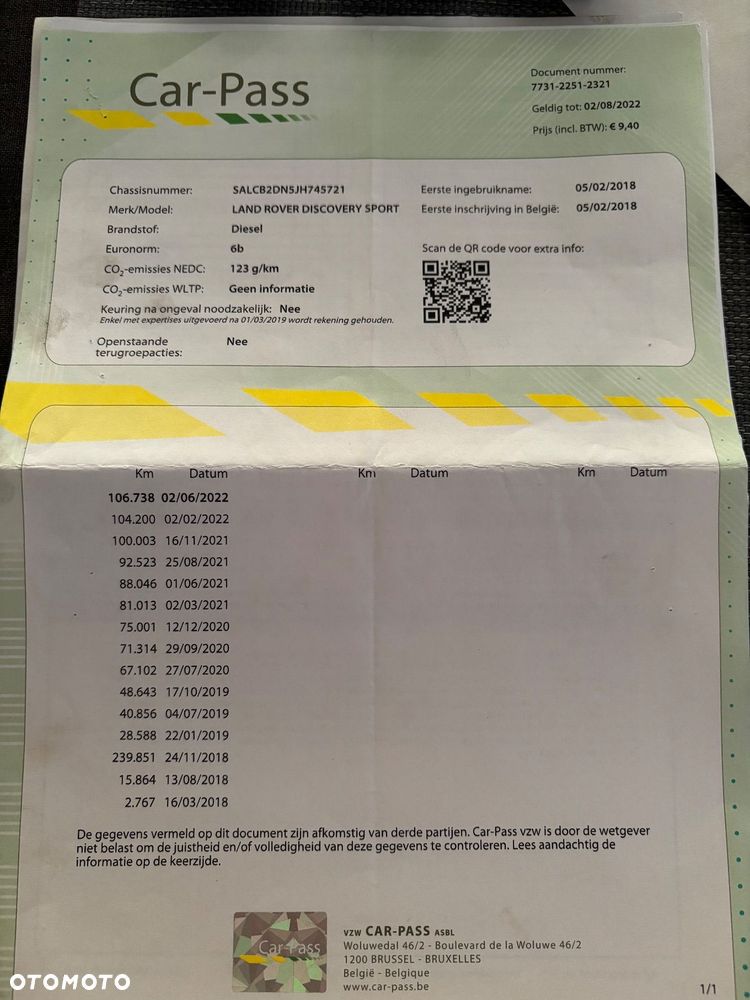 Car-Pass
Document nummer:
7731-2251-2321
Geldig tot: 02/08/2022
Prijs (incl. BTW): € 9,40
Chassisnummer: SALCB2DN5JH745721
Merk/Model: LAND ROVER DISCOVERY SPORT
Brandstof: Diesel
Euronorm: 6b
CO2-emissies NEDC: 123 g/km
CO2-emissies WLTP: Geen informatie
Keuring na ongeval noodzakelijk: Nee
Enkel met expertises uitgevoerd na 01/03/2019 wordt rekening gehouden.
Openstaande terugroepacties: Nee
Eerste ingebruikname: 05/02/2018
Eerste inschrijving in België: 05/02/2018
Scan de QR code voor extra info:
Km Datum Km Datum Km Datum
106.738 02/06/2022
104.200 02/02/2022
100.003 16/11/2021
92.523 25/08/2021
88.046 01/06/2021
81.013 02/03/2021
75.001 12/12/2020
71.314 29/09/2020
67.102 27/07/2020
48.643 17/10/2019
40.856 04/07/2019
28.588 22/01/2019
239.851 24/11/2018
15.864 13/08/2018
2.767 16/03/2018
De gegevens vermeld op dit document zijn afkomstig van derde partijen. Car-Pass vzw is door de wetgever
niet belast om de juistheid en/of volledigheid van deze gegevens te controleren. Lees aandachtig de
informatie op de keerzijde.
Car-Pass
VZW CAR-PASS ASBL
Woluwedal 46/2 - Boulevard de la Woluwe 46/2
1200 BRUSSEL - BRUXELLES
België - Belgique
www.car-pass.be
1/1
OTOMOTO